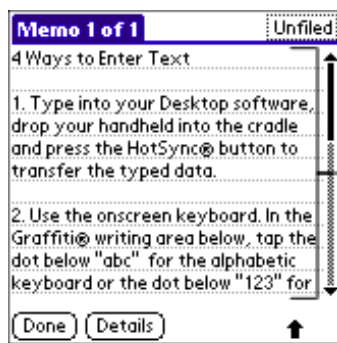 Memo 1 of 1
Unfiled
4 Ways to Enter Text
1. Type into your Desktop software,
drop your handheld into the cradle
and press the HotSync® button to
transfer the typed data.
2. Use the onscreen keyboard. In the
Graffiti® writing area below, tap the
dot below "abc" for the alphabetic
keyboard or the dot below "123" for
Done
Details